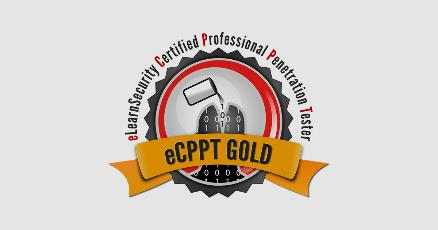 eLearnSecurity Certified Professional Penetration Tester
eCPPT GOLD